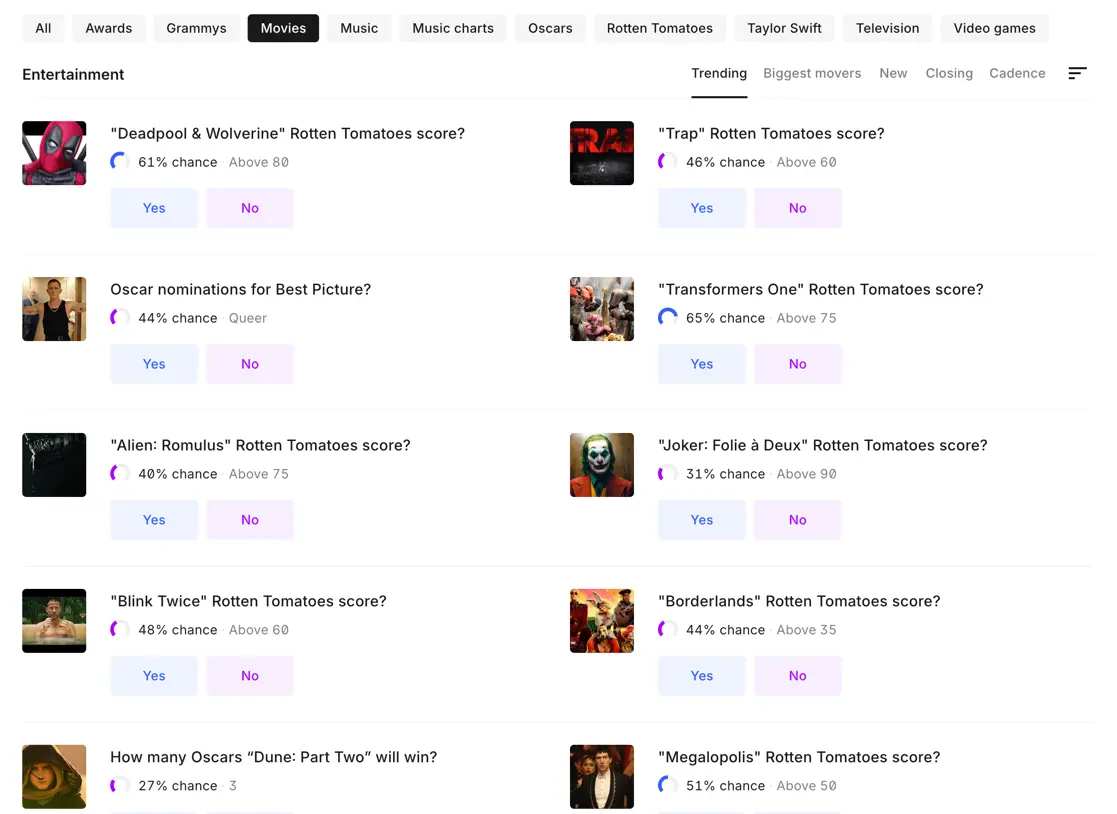 All Awards Grammys Movies Music Music charts Oscars Rotten Tomatoes Taylor Swift Television Video games
Entertainment
Trending Biggest movers New Closing Cadence
"Deadpool & Wolverine" Rotten Tomatoes score?
61% chance · Above 80
Yes No
TRAP
"Trap" Rotten Tomatoes score?
46% chance · Above 60
Yes No
Oscar nominations for Best Picture?
44% chance · Queer
Yes No
"Transformers One" Rotten Tomatoes score?
65% chance · Above 75
Yes No
"Alien: Romulus" Rotten Tomatoes score?
40% chance · Above 75
Yes No
"Joker: Folie à Deux" Rotten Tomatoes score?
31% chance · Above 90
Yes No
"Blink Twice" Rotten Tomatoes score?
48% chance · Above 60
Yes No
"Borderlands" Rotten Tomatoes score?
44% chance · Above 35
Yes No
How many Oscars “Dune: Part Two” will win?
27% chance · 3
"Megalopolis" Rotten Tomatoes score?
51% chance · Above 50